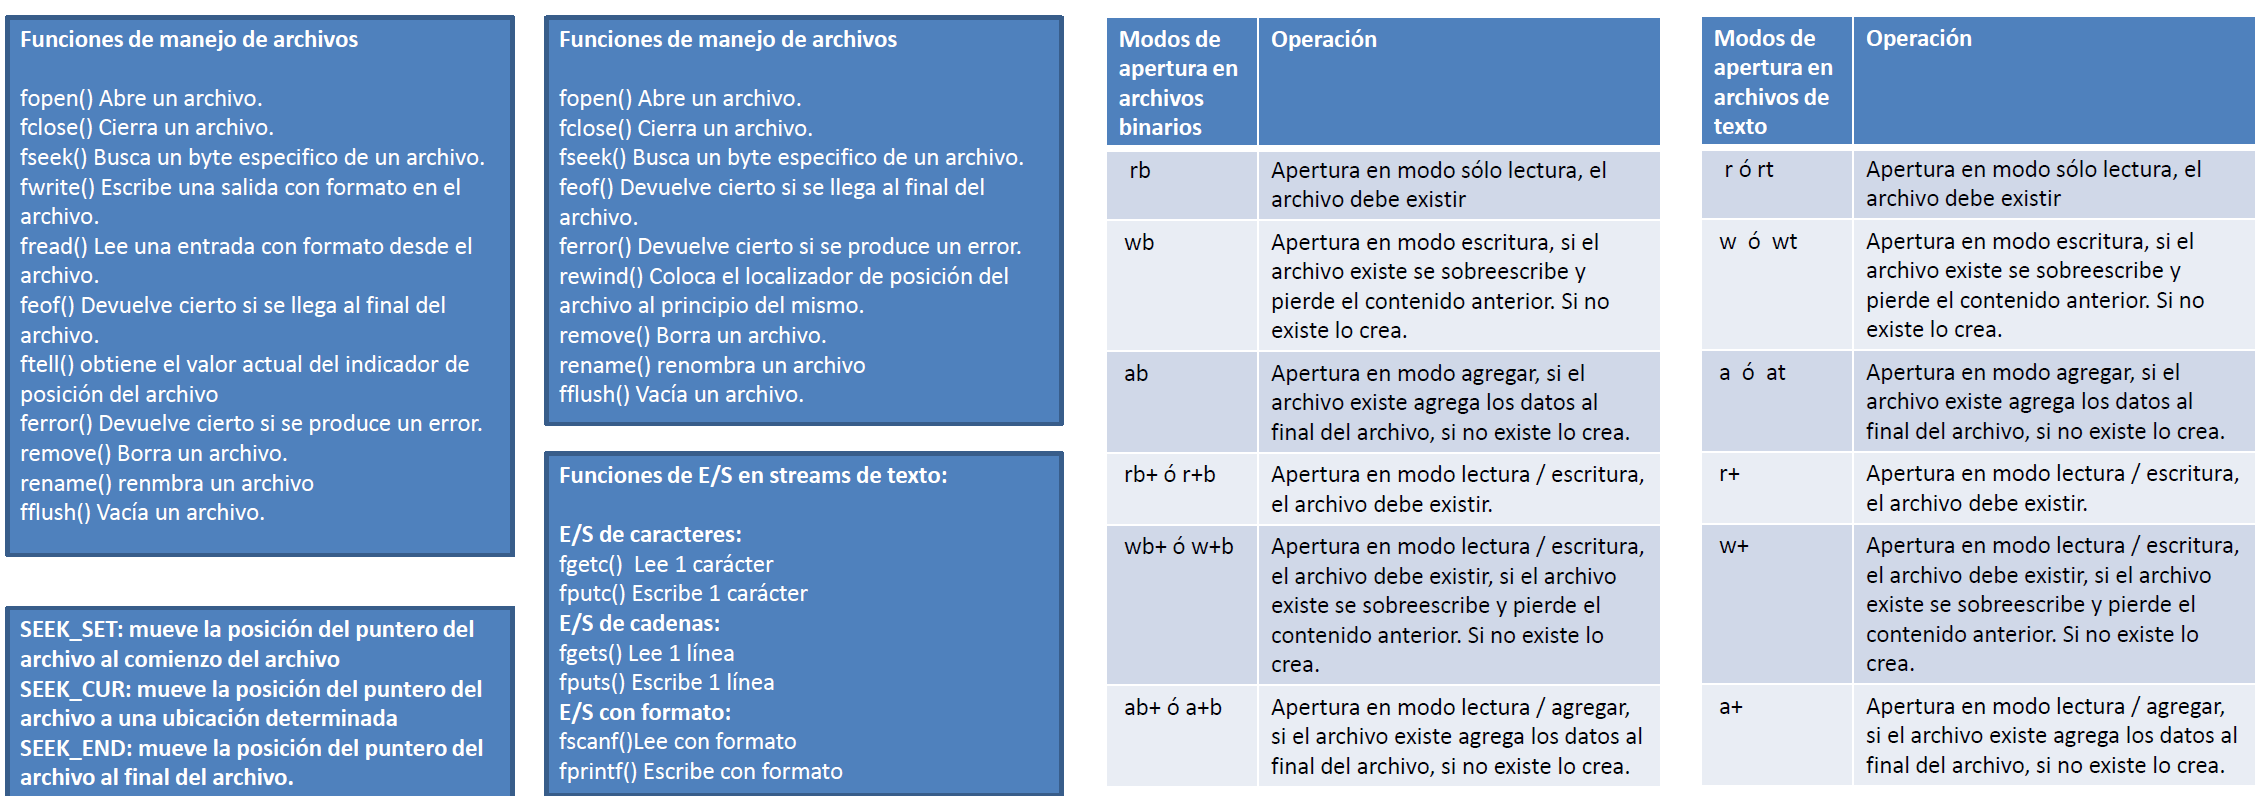 Funciones de manejo de archivos
fopen() Abre un archivo.
fclose() Cierra un archivo.
fseek() Busca un byte especifico de un archivo.
fwrite() Escribe una salida con formato en el
archivo.
fread() Lee una entrada con formato desde el
archivo.
feof() Devuelve cierto si se llega al final del
archivo.
ftell() obtiene el valor actual del indicador de
posición del archivo
ferror() Devuelve cierto si se produce un error.
remove() Borra un archivo.
rename() renmbra un archivo
fflush() Vacía un archivo.
SEEK_SET: mueve la posición del puntero del
archivo al comienzo del archivo
SEEK_CUR: mueve la posición del puntero del
archivo a una ubicación determinada
SEEK_END: mueve la posición del puntero del
archivo al final del archivo.
Funciones de manejo de archivos
fopen() Abre un archivo.
fclose() Cierra un archivo.
fseek() Busca un byte especifico de un archivo.
feof() Devuelve cierto si se llega al final del
archivo.
ferror() Devuelve cierto si se produce un error.
rewind() Coloca el localizador de posición del
archivo al principio del mismo.
remove() Borra un archivo.
rename() renombra un archivo
fflush() Vacía un archivo.
Funciones de E/S en streams de texto:
E/S de caracteres:
fgetc()  Lee 1 carácter
fputc() Escribe 1 carácter
E/S de cadenas:
fgets() Lee 1 línea
fputs() Escribe 1 línea
E/S con formato:
fscanf()Lee con formato
fprintf() Escribe con formato
Modos de
apertura en
archivos
binarios
Operación
rb
Apertura en modo sólo lectura, el
archivo debe existir
wb
Apertura en modo escritura, si el
archivo existe se sobreescribe y
pierde el contenido anterior. Si no
existe lo crea.
ab
Apertura en modo agregar, si el
archivo existe agrega los datos al
final del archivo, si no existe lo crea.
rb+ ó r+b
Apertura en modo lectura / escritura,
el archivo debe existir.
wb+ ó w+b
Apertura en modo lectura / escritura,
el archivo debe existir, si el archivo
existe se sobreescribe y pierde el
contenido anterior. Si no existe lo
crea.
ab+ ó a+b
Apertura en modo lectura / agregar,
si el archivo existe agrega los datos al
final del archivo, si no existe lo crea.
Modos de
apertura en
archivos de
texto
Operación
r ó rt
Apertura en modo sólo lectura, el
archivo debe existir
w  ó  wt
Apertura en modo escritura, si el
archivo existe se sobreescribe y
pierde el contenido anterior. Si no
existe lo crea.
a  ó  at
Apertura en modo agregar, si el
archivo existe agrega los datos al
final del archivo, si no existe lo crea.
r+
Apertura en modo lectura / escritura,
el archivo debe existir.
w+
Apertura en modo lectura / escritura,
el archivo debe existir, si el archivo
existe se sobreescribe y pierde el
contenido anterior. Si no existe lo
crea.
a+
Apertura en modo lectura / agregar,
si el archivo existe agrega los datos al
final del archivo, si no existe lo crea.